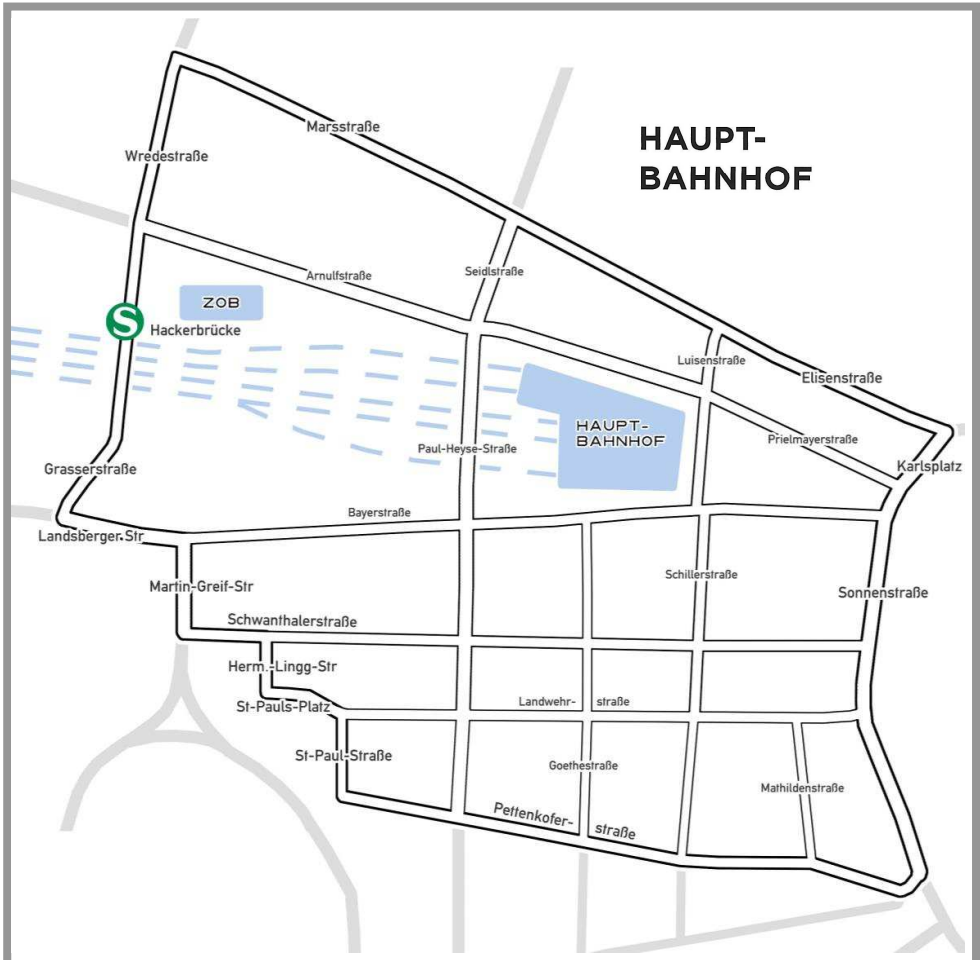 HAUPT-
BAHNHOF
Marsstraße
Wredestraße
Seidlstraße
Arnulfstraße
ZOB
S
Hackerbrücke
Luisenstraße
Elisenstraße
HAUPT-
BAHNHOF
Prielmayerstraße
Paul-Heyse-Straße
Karlsplatz
Grasserstraße
Bayerstraße
Landsberger Str
Schillerstraße
Martin-Greif-Str
Sonnenstraße
Schwanthalerstraße
Herm.-Lingg-Str
Landwehr- straße
St-Pauls-Platz
St-Paul-Straße
Goethestraße
Mathildenstraße
Pettenkofer- straße